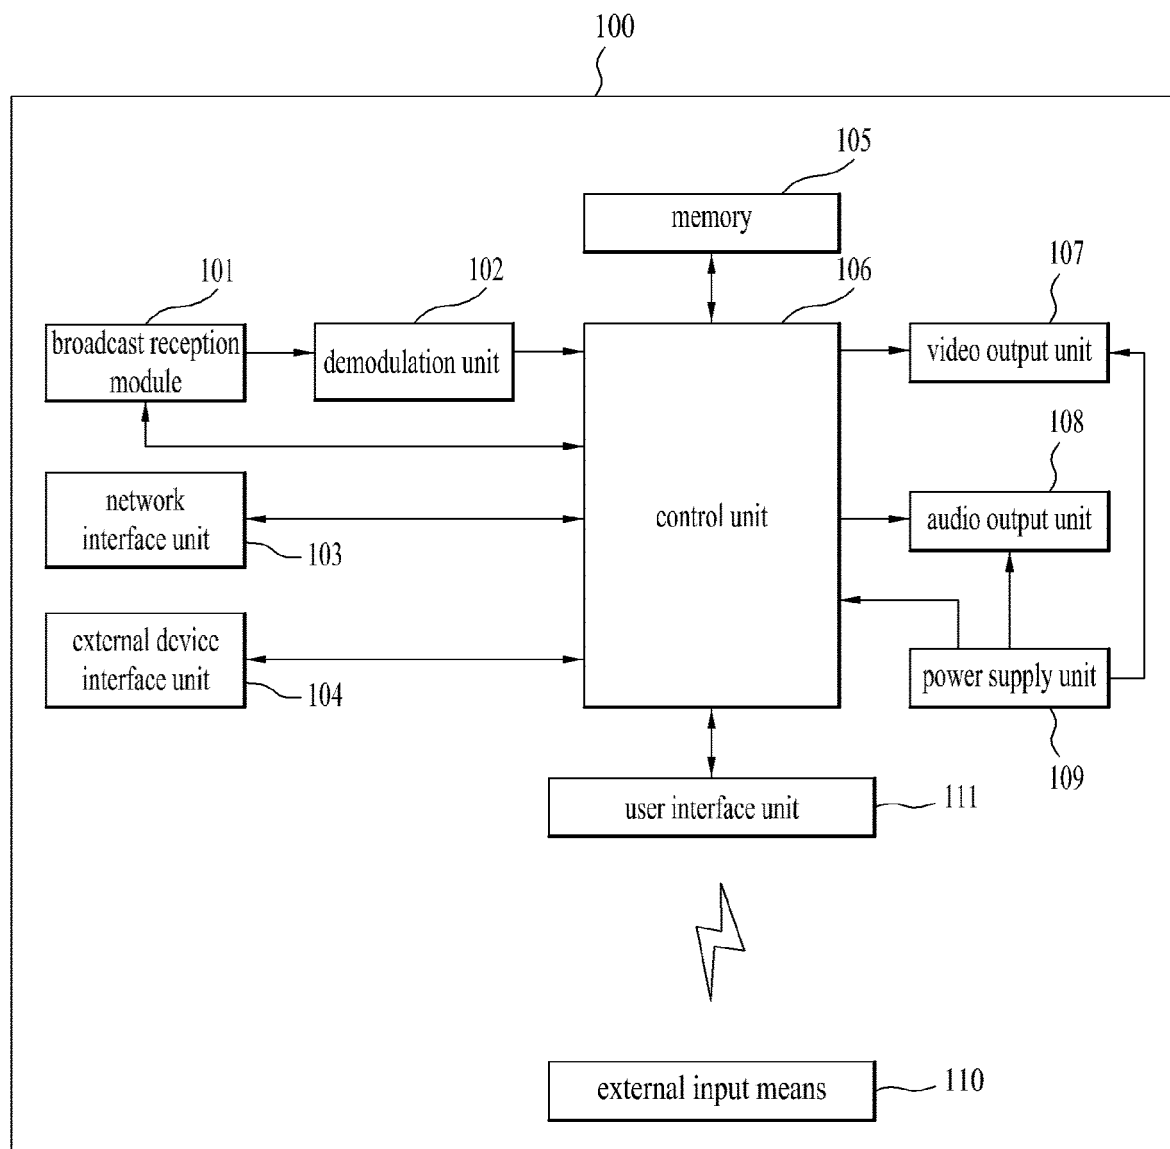 100
105
memory
101
102
106
107
broadcast reception
module
demodulation unit
video output unit
108
network
interface unit
103
control unit
audio output unit
external device
interface unit
104
power supply unit
109
user interface unit
111
external input means
110